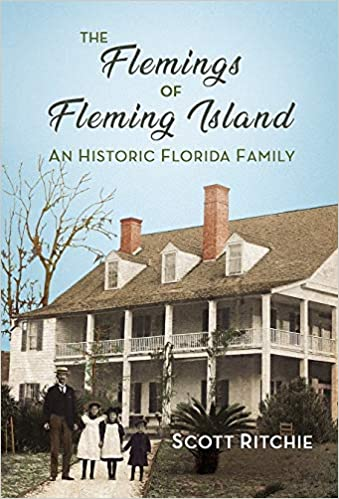 THE
Flemings
OF
Fleming Island
AN HISTORIC FLORIDA FAMILY
SCOTT RITCHIE